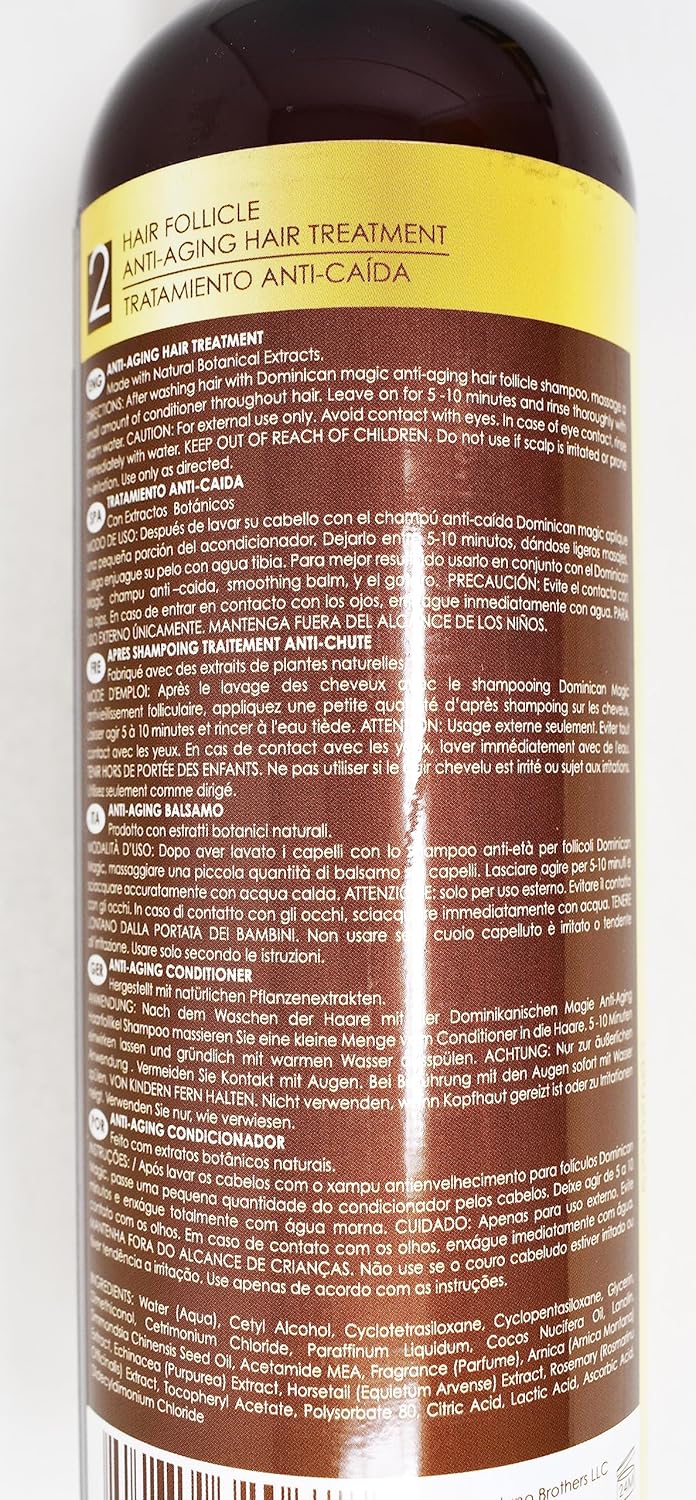 2
HAIR FOLLICLE
ANTI-AGING HAIR TREATMENT
TRATAMIENTO ANTI-CAÍDA
ENG ANTI-AGING HAIR TREATMENT
Made with Natural Botanical Extracts.
DIRECTIONS: After washing hair with Dominican magic anti-aging hair follicle shampoo, massage a
small amount of conditioner throughout hair. Leave on for 5 -10 minutes and rinse thoroughly with
warm water. CAUTION: For external use only. Avoid contact with eyes. In case of eye contact, rinse
immediately with water. KEEP OUT OF REACH OF CHILDREN. Do not use if scalp is irritated or prone
to irritation. Use only as directed.
SPA TRATAMIENTO ANTI-CAIDA
Con Extractos Botánicos
MODO DE USO: Después de lavar su cabello con el champú anti-caída Dominican magic aplique
una pequeña porción del acondicionador. Dejarlo 5-10 minutos, dándose ligeros masajes,
luego enjuague su pelo con agua tibia. Para mejor usarlo en conjunto con el Dominican
Magic champu anti-caida, smoothing balm, y el PRECAUCIÓN: Evite el contacto con
los ojos. En caso de entrar en contacto con los ojos, inmediatamente con agua. PARA
USO EXTERNO ÚNICAMENTE. MANTENGA FUERA DEL ALCANCE DE LOS NIÑOS.
FRE APRES SHAMPOING TRAITEMENT ANTI-CHUTE
Fabriqué avec des extraits de plantes naturelles
MODE D'EMPLOI: Après le lavage des cheveux le shampooing Dominican Magic
antivieillissement folliculaire, appliquez une petite d'après shampoing sur les cheveux.
Laisser agir 5 à 10 minutes et rincer à l'eau tiède. ATTENTION: Usage externe seulement. Eviter tout
contact avec les yeux. En cas de contact avec les yeux, laver immédiatement avec de l'eau.
TENIR HORS DE PORTÉE DES ENFANTS. Ne pas utiliser si le chevelu est irrité ou sujet aux irritations.
Utilisez seulement comme dirigé.
ITA ANTI-AGING BALSAMO
Prodotto con estratti botanici naturali.
MODALITÀ D'USO: Dopo aver lavato i capelli con lo shampoo anti-età per follicoli Dominican
Magic, massaggiare una piccola quantità di balsamo capelli. Lasciare agire per 5-10 minuti e
sciacquare accuratamente con acqua calda. ATTENZIONE: solo per uso esterno. Evitare il contatto
con gli occhi. In caso di contatto con gli occhi, immediatamente con acqua. TENERE
LONTANO DALLA PORTATA DEI BAMBINI. Non usare cuoio capelluto è irritato o tendente
all'irritazione. Usare solo secondo le istruzioni.
GER ANTI-AGING CONDITIONER
Hergestellt mit natürlichen Pflanzenextrakten.
ANWENDUNG: Nach dem Waschen der Haare mit der Dominikanischen Magie Anti-Aging
Haarfollikel Shampoo massieren Sie eine kleine Menge vom Conditioner in die Haare. 5-10 Minuten
einwirken lassen und gründlich mit warmen Wasser ausspülen. ACHTUNG: Nur zur äußerlichen
Anwendung . Vermeiden Sie Kontakt mit Augen. Bei Berührung mit den Augen sofort mit Wasser
spülen. VON KINDERN FERN HALTEN. Nicht verwenden, wenn Kopfhaut gereizt ist oder zu Irritationen
neigt. Verwenden Sie nur, wie verwiesen.
POR ANTI-AGING CONDICIONADOR
Feito com extratos botânicos naturais.
INSTRUÇÕES: / Após lavar os cabelos com o xampu antienvelhecimento para folículos Dominican
Magic, passe uma pequena quantidade do condicionador pelos cabelos. Deixe agir de 5 a 10
minutos e enxágue totalmente com água morna. CUIDADO: Apenas para uso externo. Evite
contato com os olhos. Em caso de contato com os olhos, enxágue imediatamente com água.
MANTENHA FORA DO ALCANCE DE CRIANÇAS. Não use se o couro cabeludo estiver irritado ou
tiver tendência a irritação. Use apenas de acordo com as instruções.
INGREDIENTS: Water (Aqua), Cetyl Alcohol, Cyclotetrasiloxane, Cyclopentasiloxane, Glycerin,
Dimethiconol, Cetrimonium Chloride, Paraffinum Liquidum, Cocos Nucifera Oil, Lanolin,
Simmondsia Chinensis Seed Oil, Acetamide MEA, Fragrance (Parfume), Arnica (Arnica Montana)
Extract, Echinacea (Purpurea) Extract, Horsetail (Equietum Arvense) Extract, Rosemary (Rosmarinus
Officinalis) Extract, Tocopheryl Acetate, Polysorbate 80, Citric Acid, Lactic Acid, Ascorbic Acid,
Dicecyldimonium Chloride
Brothers LLC
24M